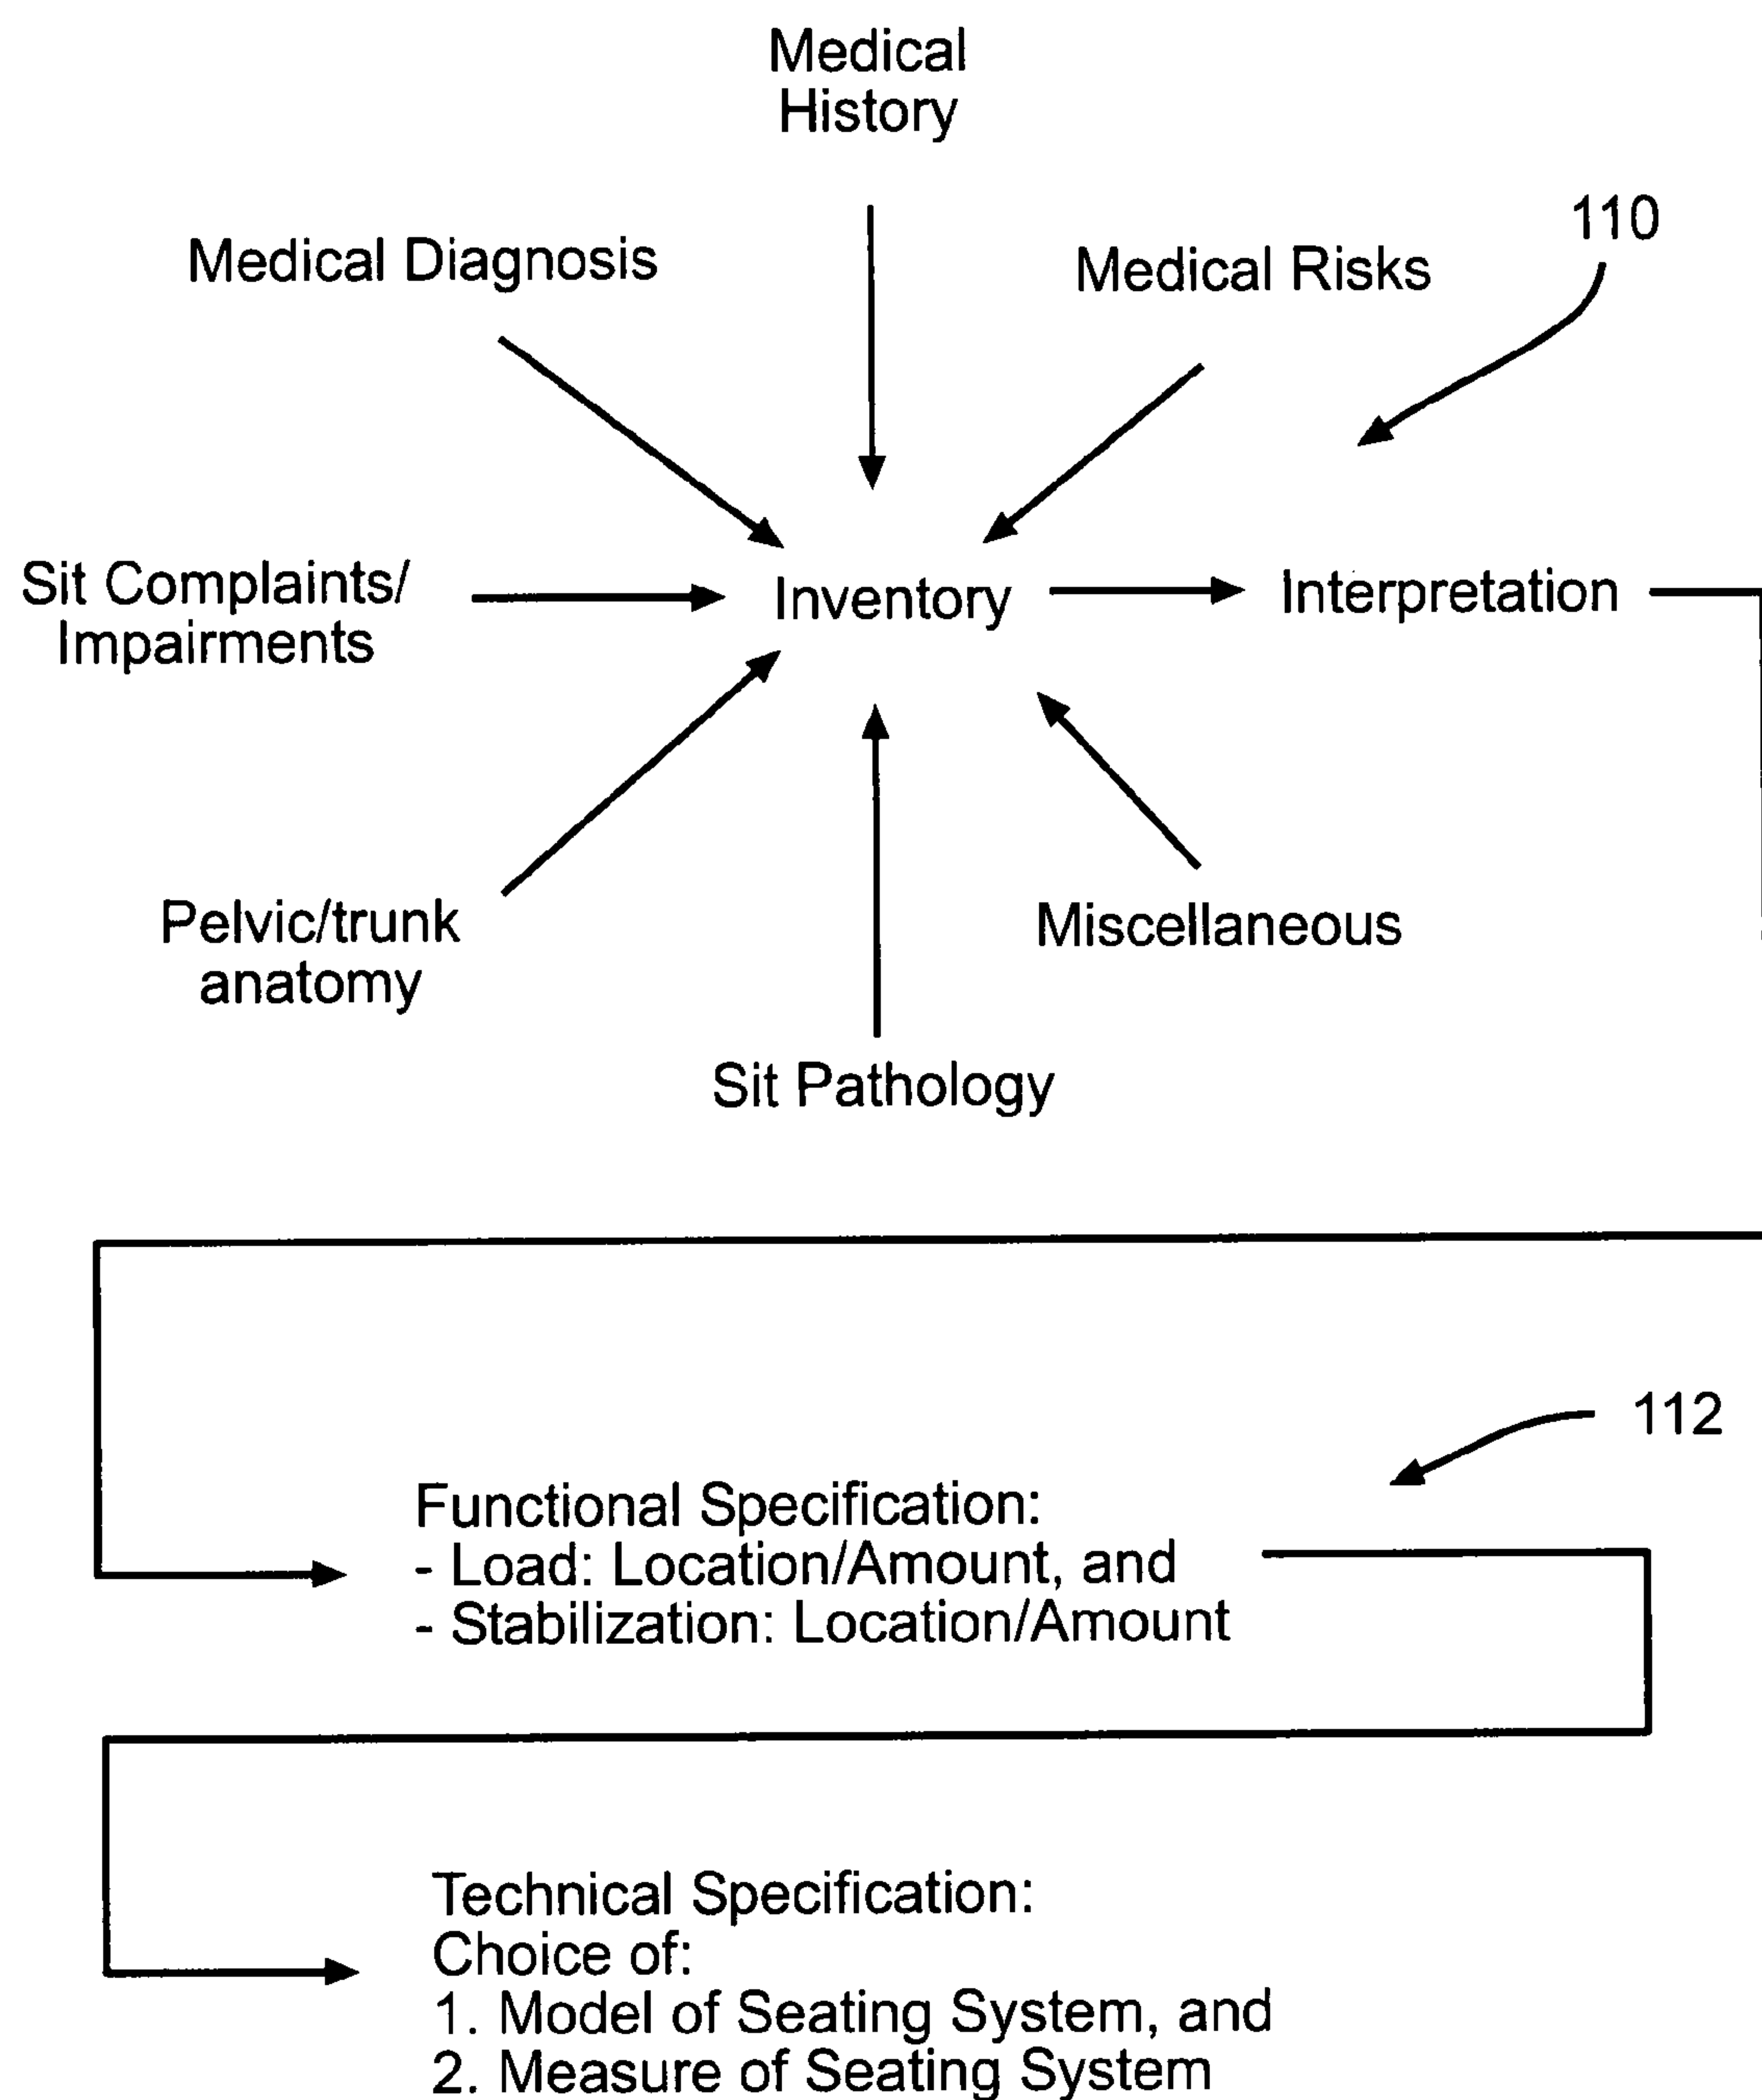 Medical
History
110
Medical Diagnosis
Medical Risks
Sit Complaints/
Impairments
Inventory
Interpretation
Pelvic/trunk
anatomy
Miscellaneous
Sit Pathology
112
Functional Specification:
- Load: Location/Amount, and
- Stabilization: Location/Amount
Technical Specification:
Choice of:
1. Model of Seating System, and
2. Measure of Seating System